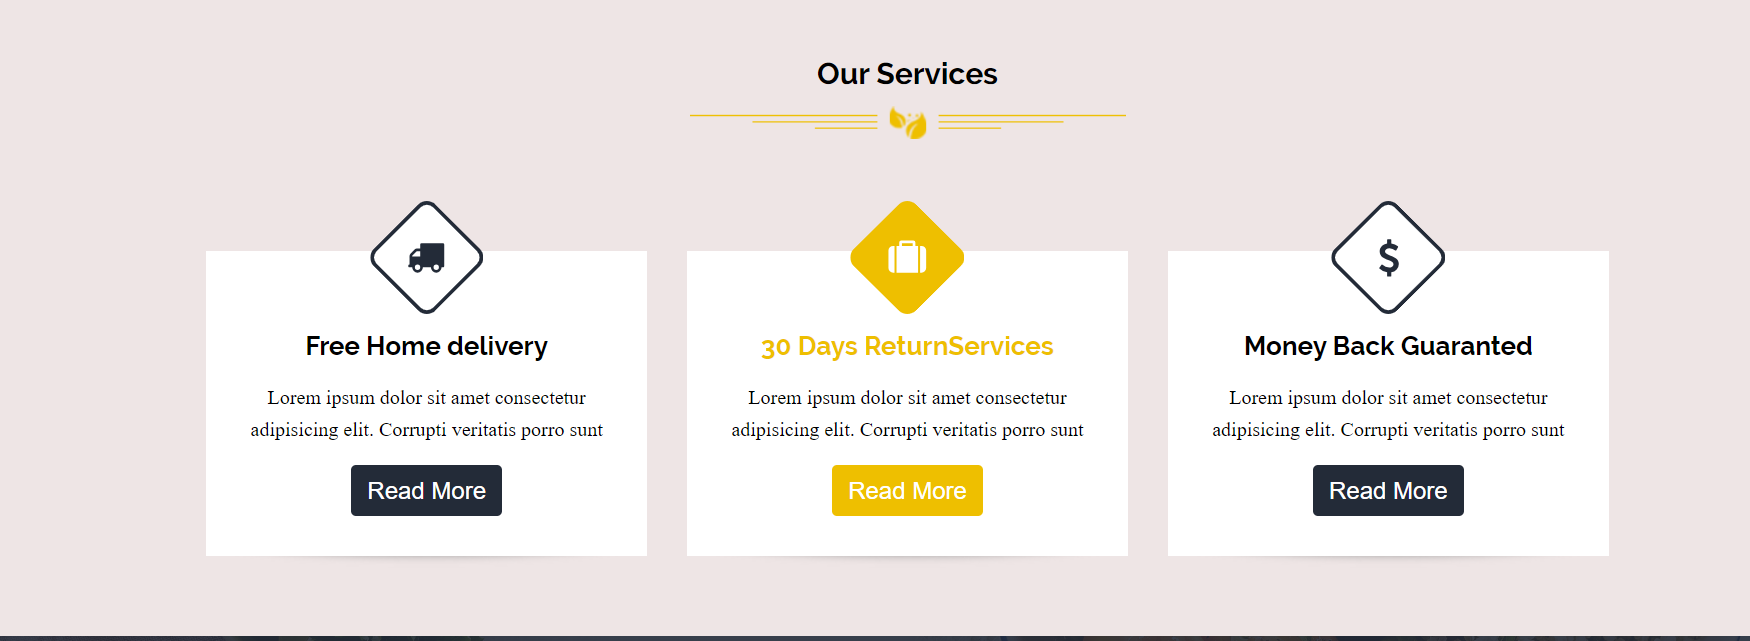 Our Services
Free Home delivery
Lorem ipsum dolor sit amet consectetur
adipisicing elit. Corrupti veritatis porro sunt
Read More
30 Days ReturnServices
Lorem ipsum dolor sit amet consectetur
adipisicing elit. Corrupti veritatis porro sunt
Read More
$
Money Back Guaranted
Lorem ipsum dolor sit amet consectetur
adipisicing elit. Corrupti veritatis porro sunt
Read More